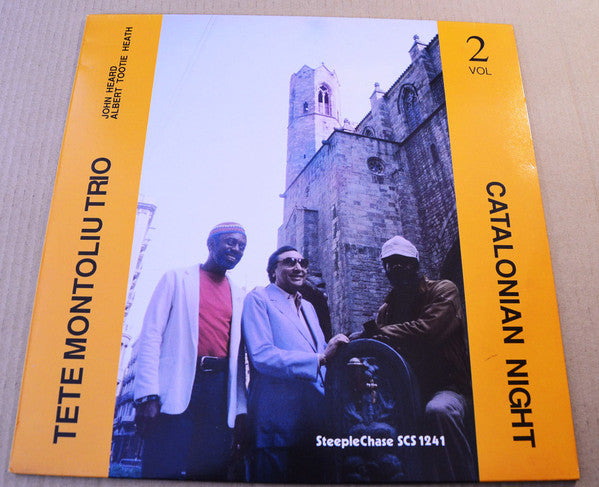 TETE MONTOLIU TRIO
JOHN HEARD
ALBERT TOOTIE HEATH
2
VOL
CATALONIAN NIGHT
SteepleChase SCS 1241